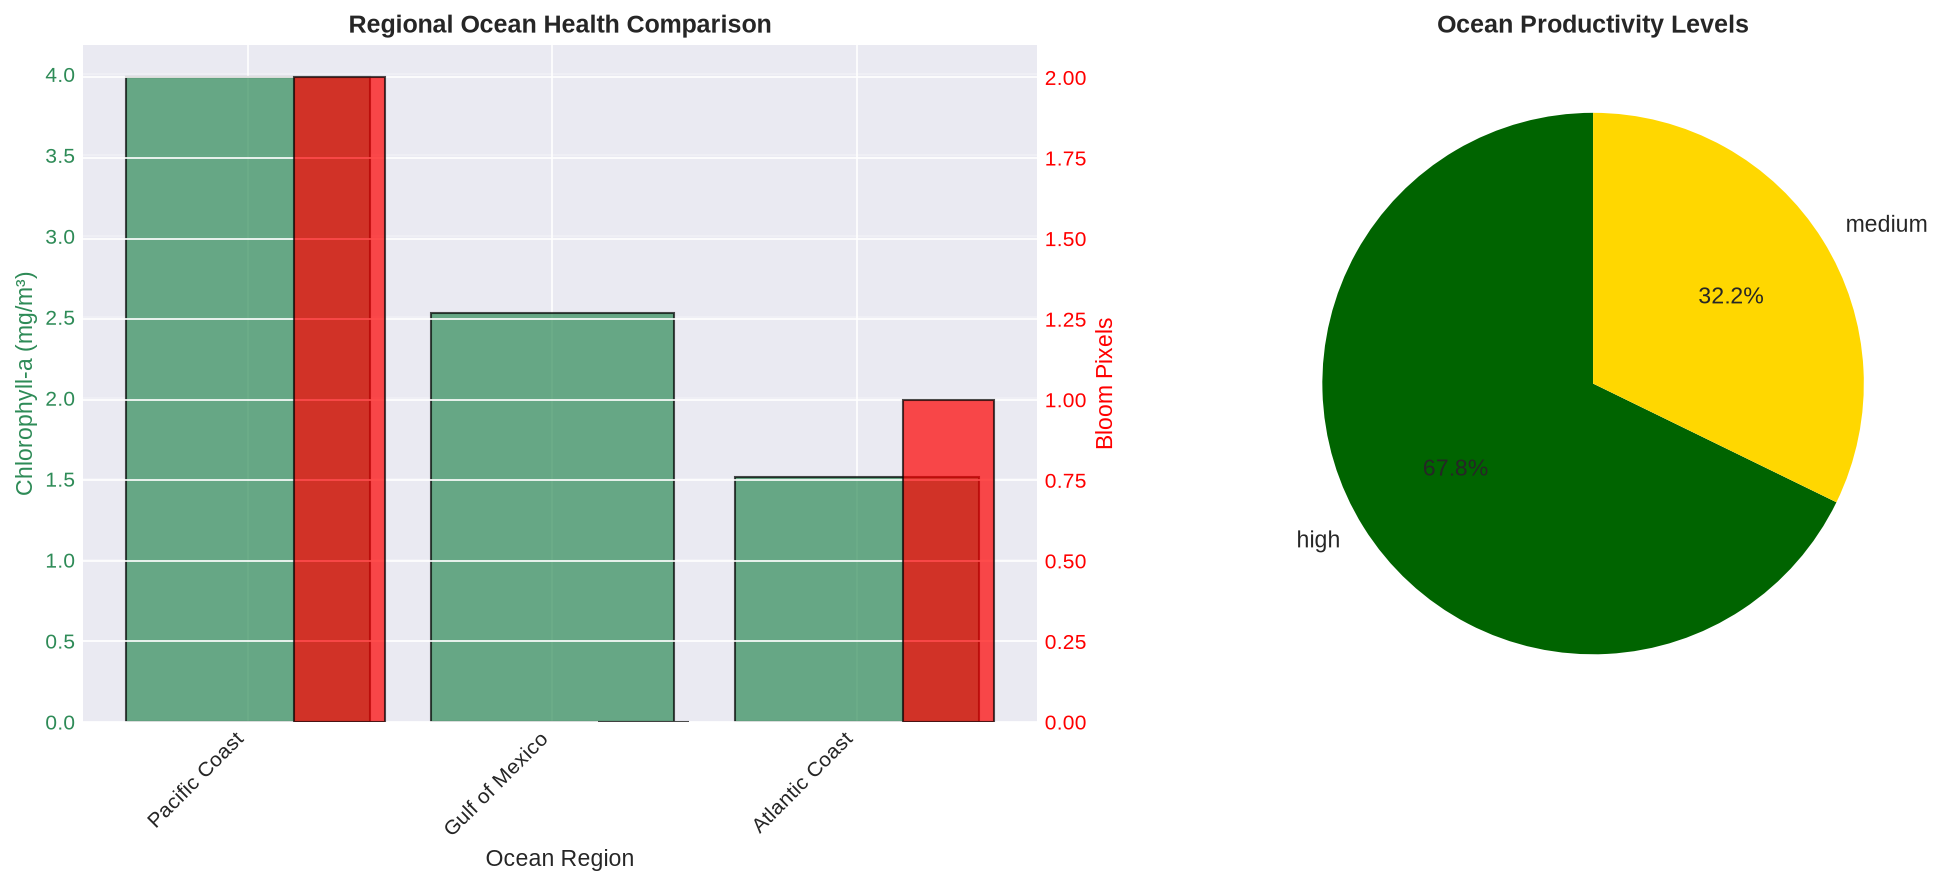 Regional Ocean Health Comparison
Chlorophyll-a (mg/m³)
4.0
3.5
3.0
2.5
2.0
1.5
1.0
0.5
0.0
2.00
1.75
1.50
1.25
1.00
0.75
0.50
0.25
0.00
Bloom Pixels
Pacific Coast
Gulf of Mexico
Atlantic Coast
Ocean Region
Ocean Productivity Levels
medium
32.2%
67.8%
high